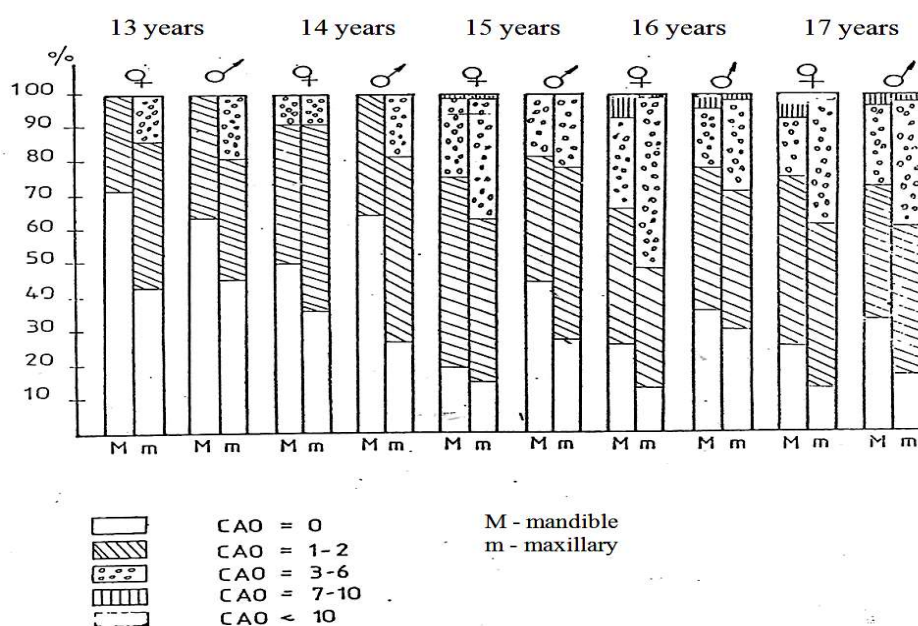 13 years 14 years 15 years 16 years 17 years
%
♀ ♂ ♀ ♂ ♀ ♂ ♀ ♂ ♀ ♂
100
90
80
70
60
50
40
30
20
10
M m M m M m M m M m M m M m M m M m M m
CAO = 0
CAO = 1-2
CAO = 3-6
CAO = 7-10
CAO < 10
M - mandible
m - maxillary